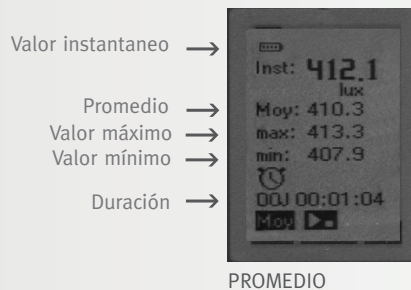 Valor instantaneo
Inst: 412.1
lux
Promedio
Moy: 410.3
Valor máximo
max: 413.3
Valor mínimo
min: 407.9
Duración
00J 00:01:04
Moy
PROMEDIO